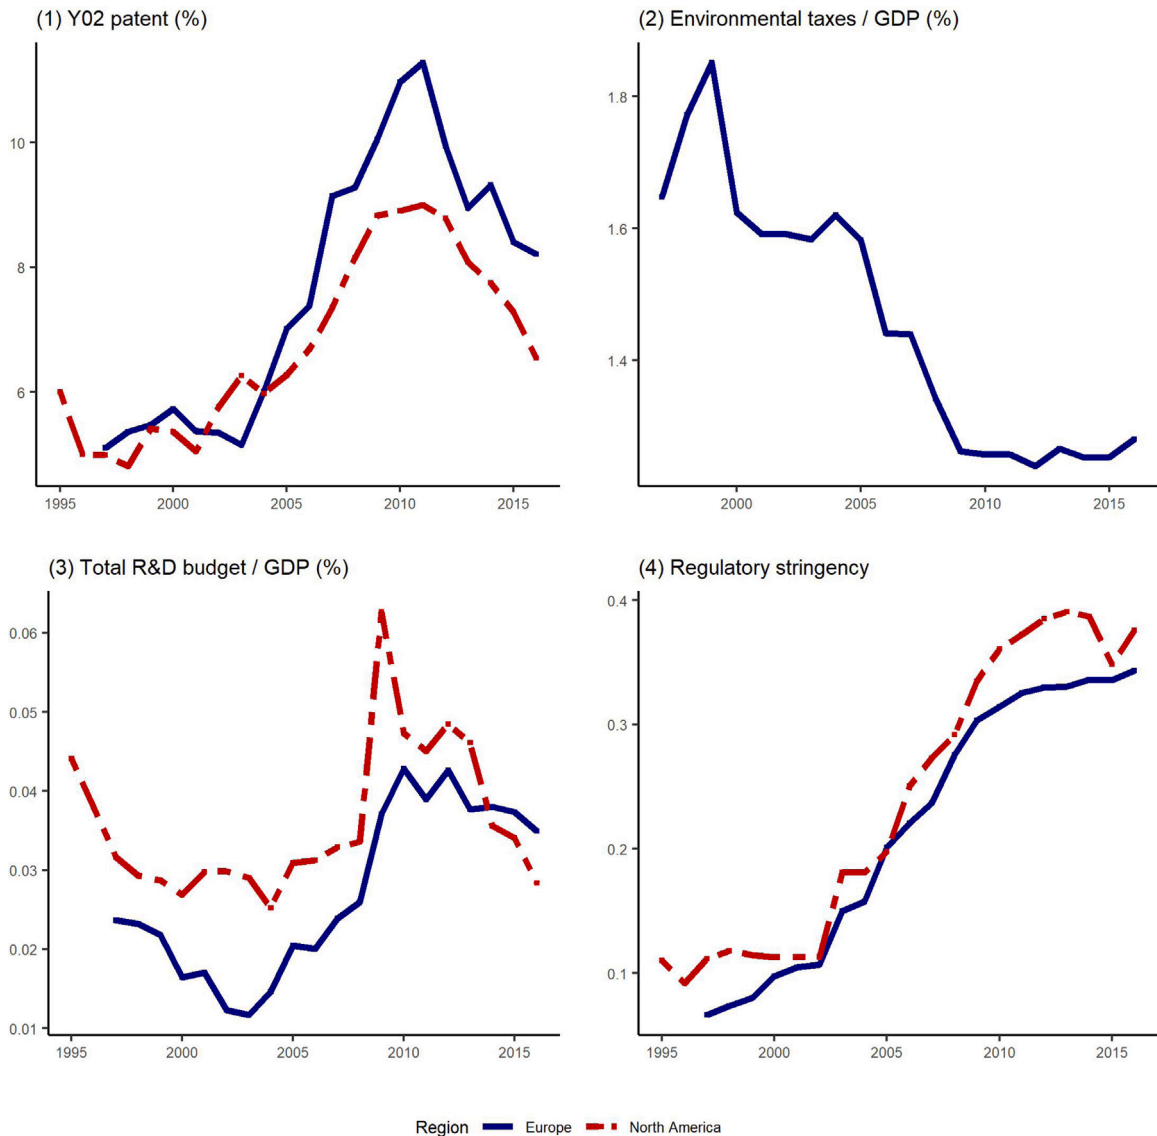 (1) Y02 patent (%)
10
8
6
1995 2000 2005 2010 2015
(2) Environmental taxes / GDP (%)
1.8
1.6
1.4
2000 2005 2010 2015
(3) Total R&D budget / GDP (%)
0.06
0.05
0.04
0.03
0.02
0.01
1995 2000 2005 2010 2015
(4) Regulatory stringency
0.4
0.3
0.2
0.1
1995 2000 2005 2010 2015
Region Europe North America